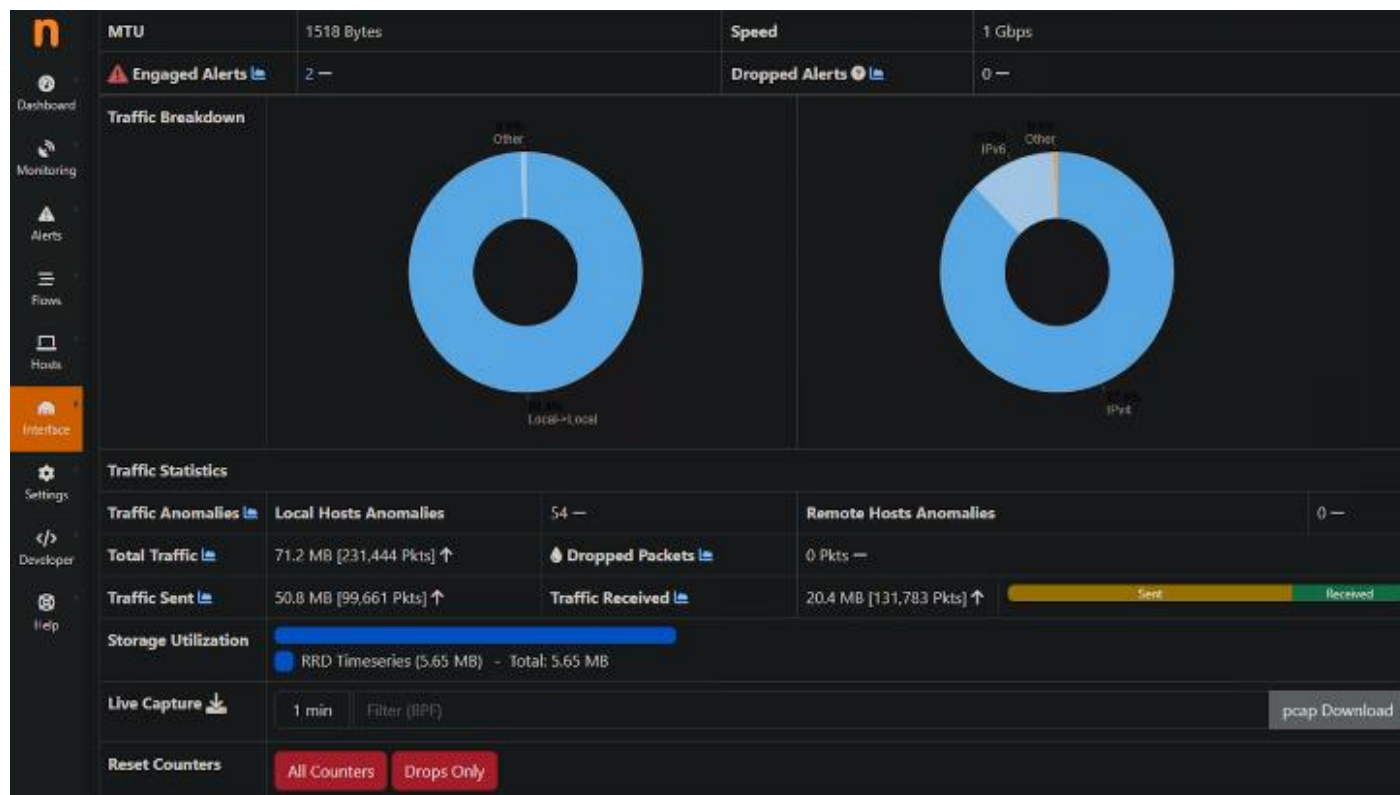 n
MTU 1518 Bytes Speed 1 Gbps
Engaged Alerts 2 — Dropped Alerts 0 —
Dashboard
Monitoring
Alerts
Flows
Hosts
Interface
Settings
Developer
Help
Traffic Breakdown
Other
Local->Local
IPv6 Other
IPv4
Traffic Statistics
Traffic Anomalies Local Hosts Anomalies 54 — Remote Hosts Anomalies 0 —
Total Traffic 71.2 MB [231,444 Pkts] ↑ Dropped Packets 0 Pkts —
Traffic Sent 50.8 MB [99,661 Pkts] ↑ Traffic Received 20.4 MB [131,783 Pkts] ↑ Sent Received
Storage Utilization
RRD Timeseries (5.65 MB) - Total: 5.65 MB
Live Capture 1 min Filter (BPF) pcap Download
Reset Counters All Counters Drops Only